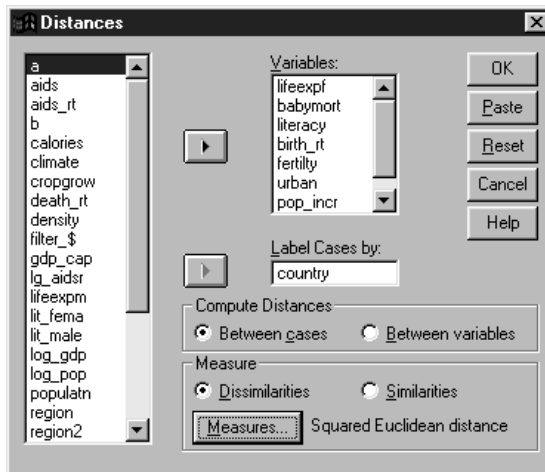 Distances
a
aids
aids_rt
b
calories
climate
cropgrow
death_rt
density
filter_$
gdp_cap
lg_aidsr
lifeexpm
lit_fema
lit_male
log_gdp
log_pop
populatn
region
region2
Variables:
lifeexpf
babymort
literacy
birth_rt
fertilty
urban
pop_incr
Label Cases by:
country
OK
Paste
Reset
Cancel
Help
Compute Distances
Between cases Between variables
Measure
Dissimilarities Similarities
Measures... Squared Euclidean distance